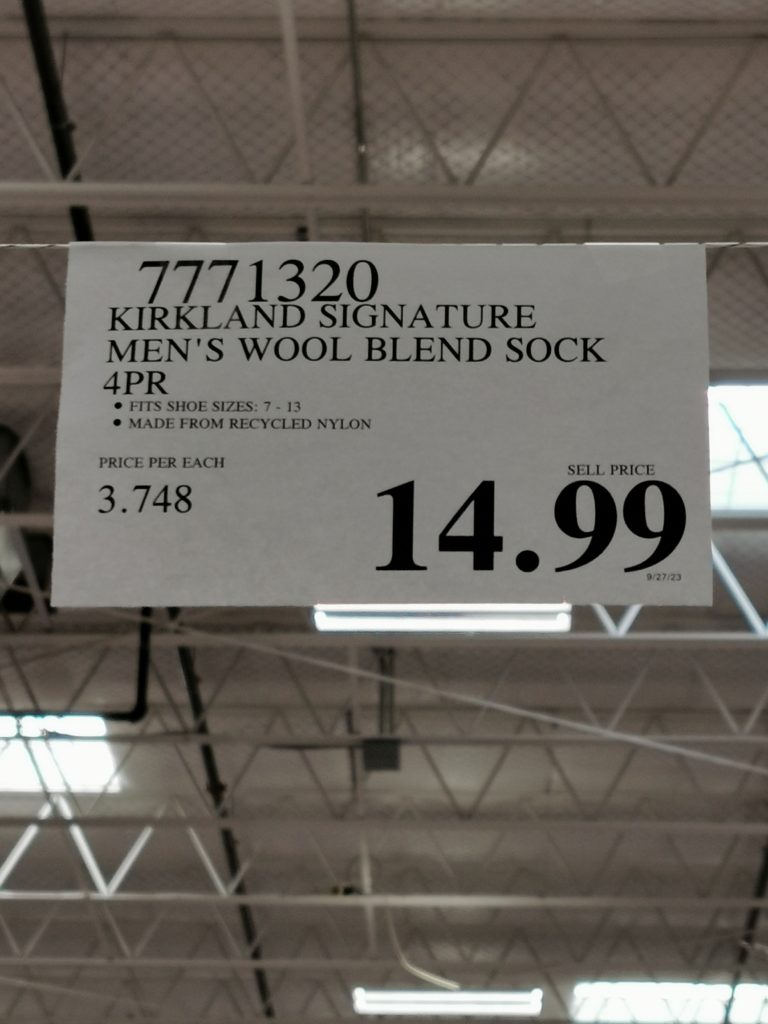 7771320
KIRKLAND SIGNATURE
MEN'S WOOL BLEND SOCK
4PR
• FITS SHOE SIZES: 7 - 13
• MADE FROM RECYCLED NYLON
PRICE PER EACH
3.748
SELL PRICE
14.99
9/27/23